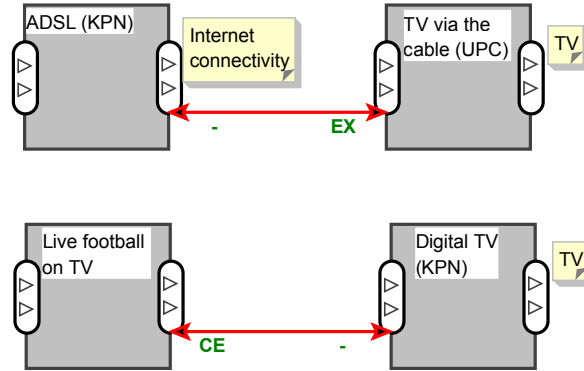 ADSL (KPN)
Internet
connectivity
TV via the
cable (UPC)
TV
-
EX
Live football
on TV
Digital TV
(KPN)
TV
CE
-